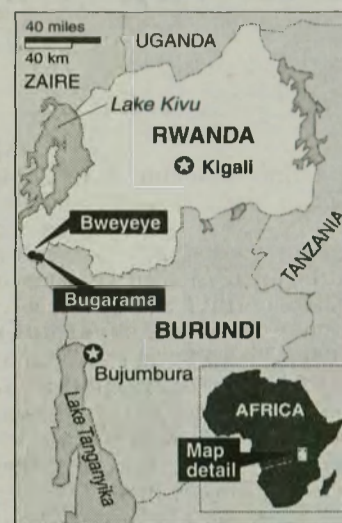 40 miles
40 km
UGANDA
ZAIRE
Lake Kivu
RWANDA
Kigali
Bweyeye
TANZANIA
Bugarama
BURUNDI
Bujumbura
Lake Tanganyika
AFRICA
Map
detail